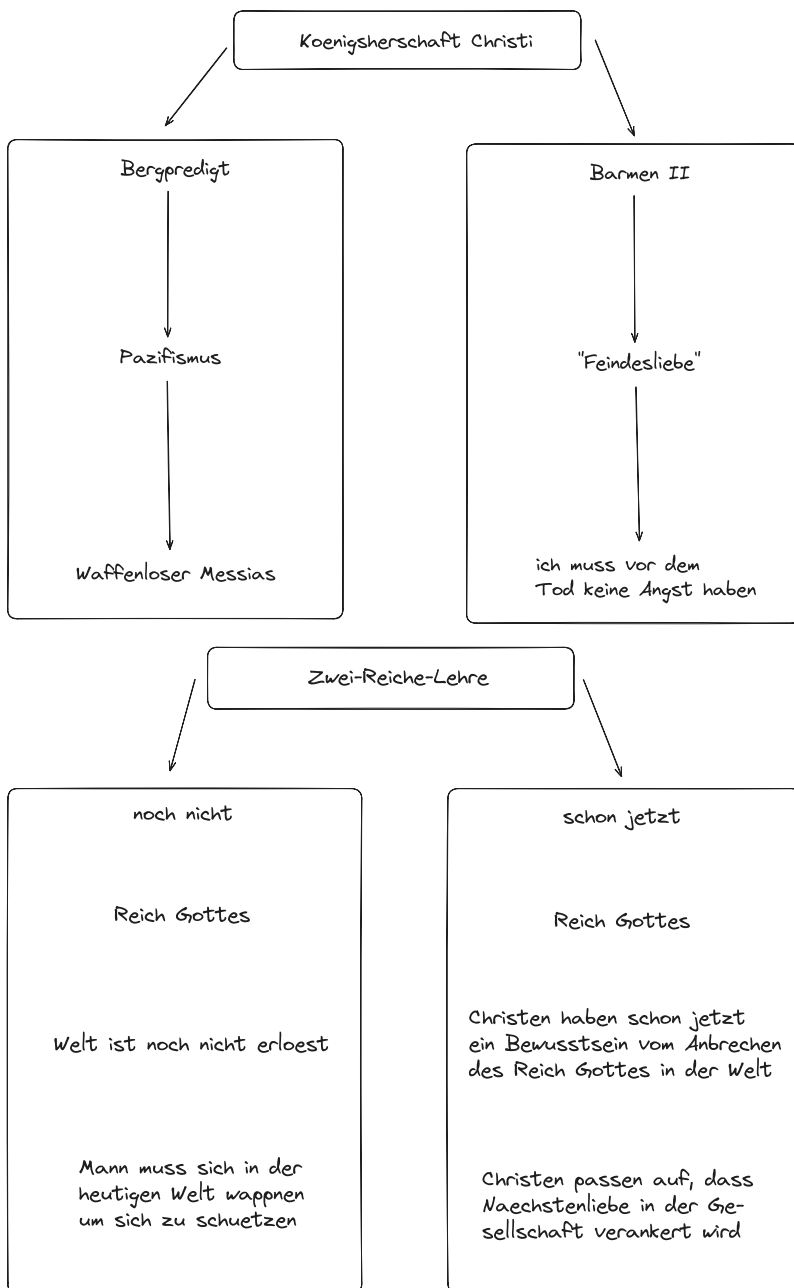 Koenigsherschaft Christi
Bergpredigt
Pazifismus
Waffenloser Messias
Barmen II
"Feindesliebe"
ich muss vor dem
Tod keine Angst haben
Zwei-Reiche-Lehre
noch nicht
Reich Gottes
Welt ist noch nicht erloest
Mann muss sich in der
heutigen Welt wappnen
um sich zu schuetzen
schon jetzt
Reich Gottes
Christen haben schon jetzt
ein Bewusstsein vom Anbrechen
des Reich Gottes in der Welt
Christen passen auf, dass
Naechstenliebe in der Ge-
sellschaft verankert wird